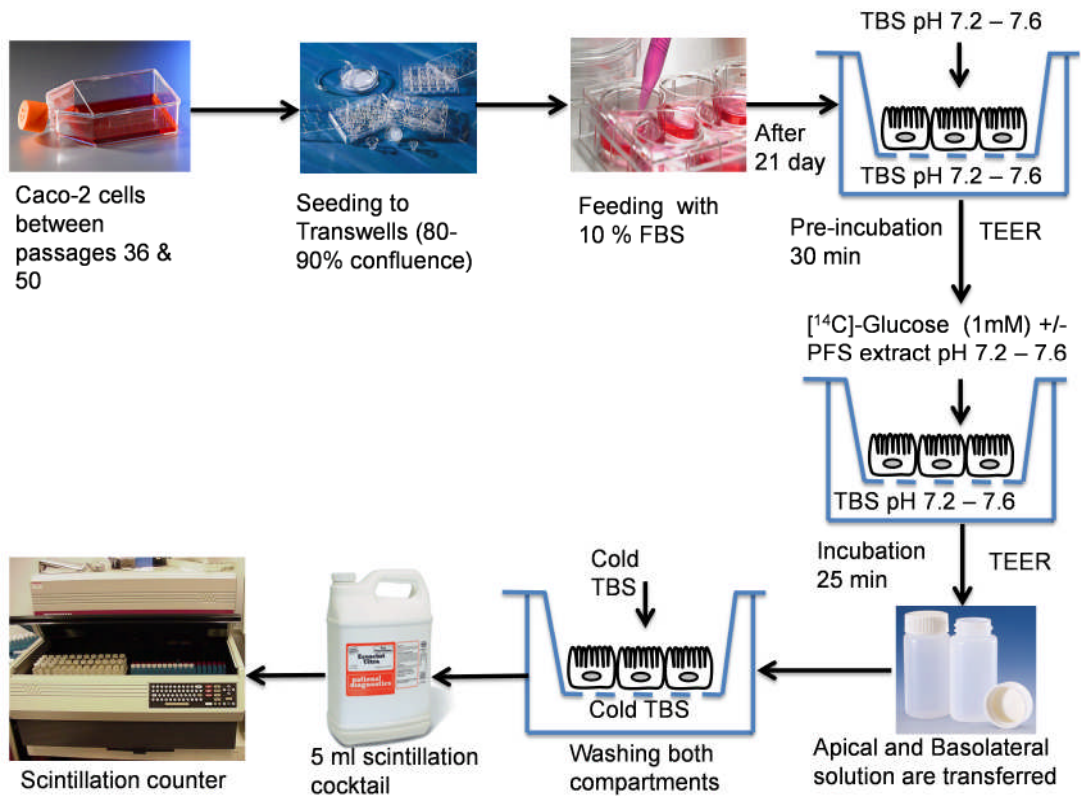 TBS pH 7.2 – 7.6
After
21 day
TBS pH 7.2 – 7.6
Caco-2 cells
between
passages 36 &
50
Seeding to
Transwells (80-
90% confluence)
Feeding with
10 % FBS
Pre-incubation
30 min
TEER
[¹⁴C]-Glucose (1mM) +/-
PFS extract pH 7.2 – 7.6
TBS pH 7.2 – 7.6
Incubation
25 min
TEER
Apical and Basolateral
solution are transferred
Cold
TBS
Cold TBS
Washing both
compartments
Ecoscint
Ultra
national
diagnostics
5 ml scintillation
cocktail
Scintillation counter